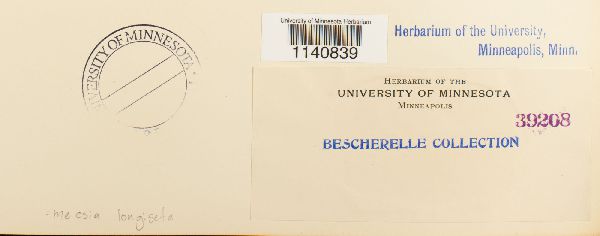 UNIVERSITY OF MINNESOTA
University of Minnesota Herbarium
1140839
Herbarium of the University,
Minneapolis, Minn.
HERBARIUM OF THE
UNIVERSITY OF MINNESOTA
MINNEAPOLIS
39208
BESCHERELLE COLLECTION
-meesia longiseta